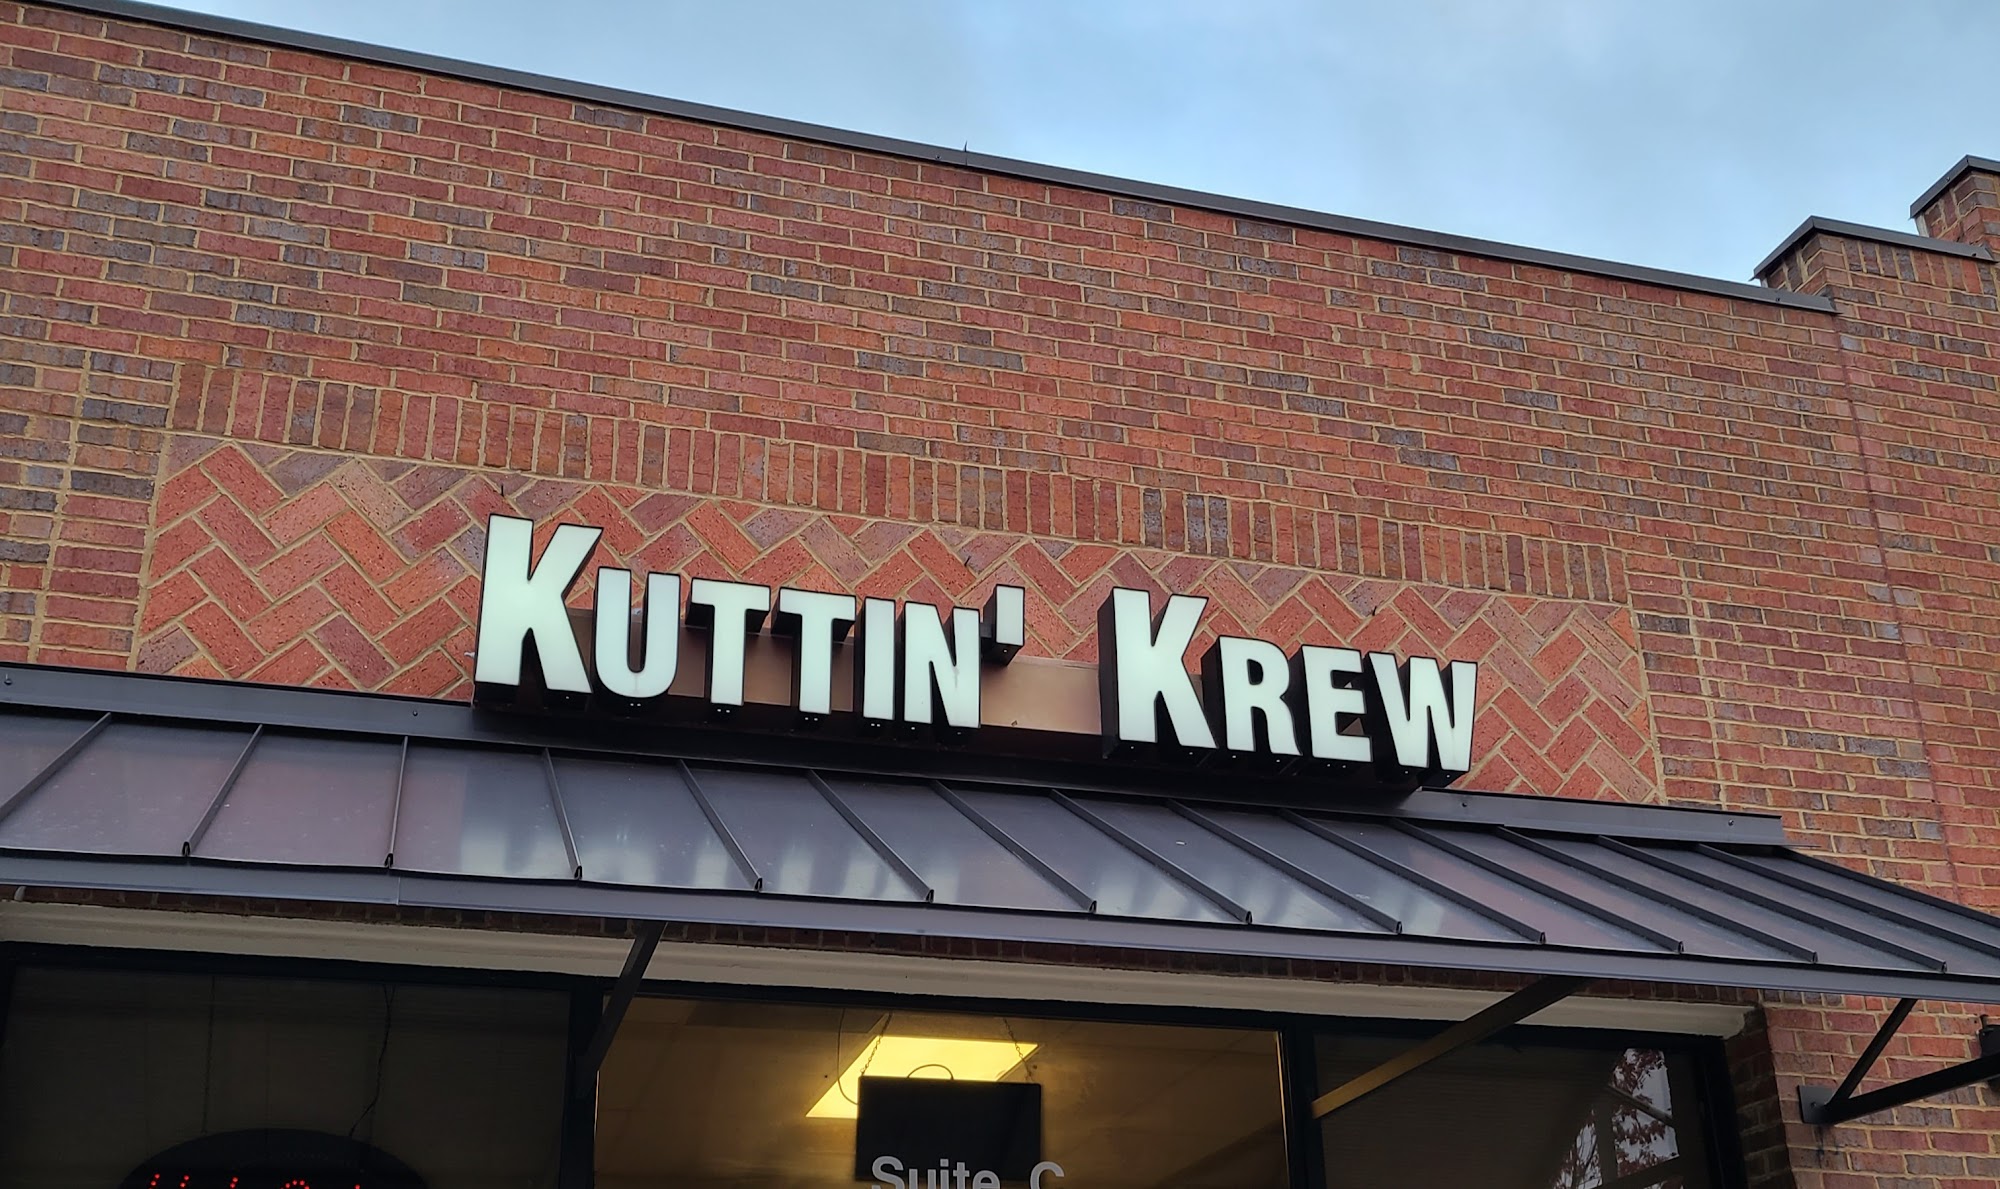 KUTTIN' KREW
Suite C